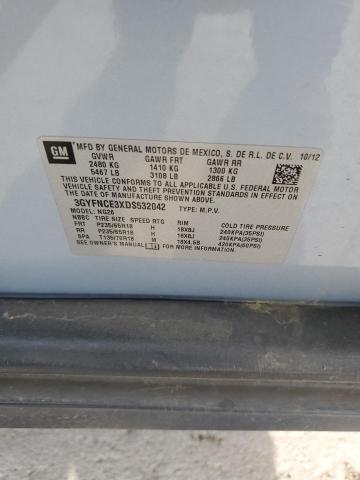 GM
MFD BY GENERAL MOTORS DE MEXICO, S. DE R.L. DE C.V. 10/12
GVWR GAWR FRT GAWR RR
2480 KG 1410 KG 1300 KG
5467 LB 3108 LB 2866 LB
THIS VEHICLE CONFORMS TO ALL APPLICABLE U.S. FEDERAL MOTOR
VEHICLE SAFETY AND THEFT PREVENTION STANDARDS IN EFFECT ON THE
DATE OF MANUFACTURE SHOWN ABOVE.
3GYFNCE3XDS532042 TYPE: M.P.V.
MODEL: NG26
TIRE SIZE SPEED RTG RIM COLD TIRE PRESSURE
FRT P235/65R18 H 18X8J 240KPA(35PSI)
RR P235/65R18 H 18X8J 240KPA(35PSI)
SPA T135/70R18 M 18X4.5B 420KPA(60PSI)
SEE OWNER'S MANUAL FOR MORE INFORMATION.